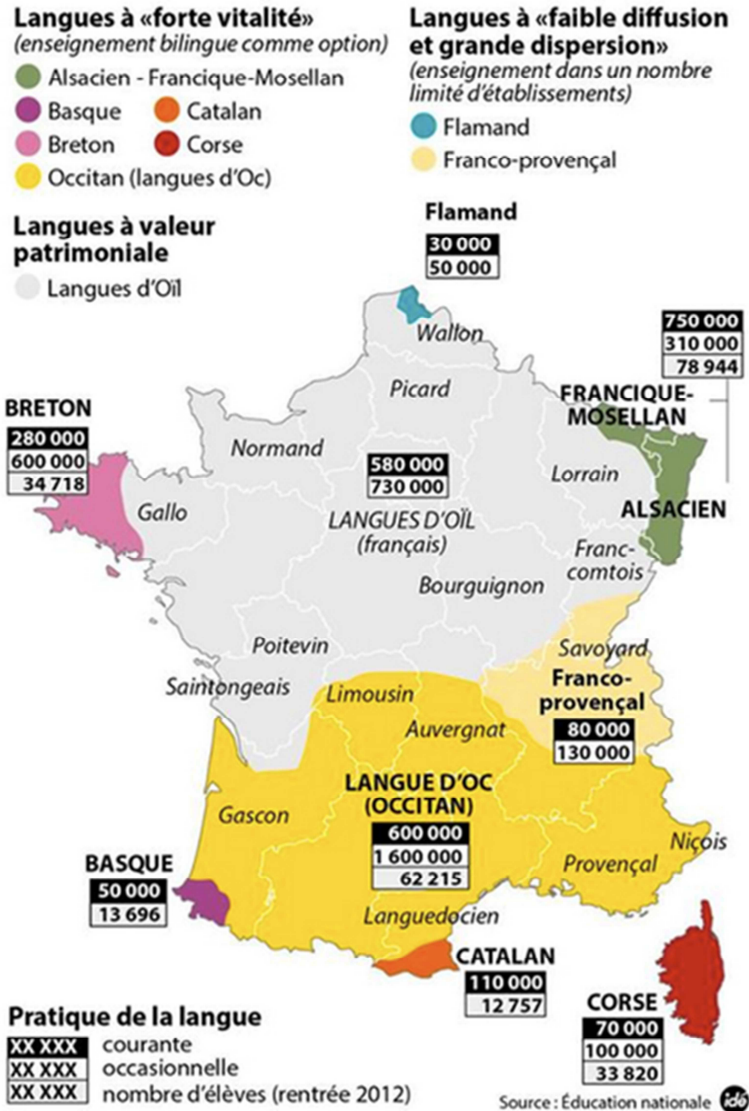 Langues à «forte vitalité»
(enseignement bilingue comme option)
Alsacien - Francique-Mosellan
Basque
Catalan
Breton
Corse
Occitan (langues d'Oc)
Langues à «faible diffusion
et grande dispersion»
(enseignement dans un nombre
limité d'établissements)
Flamand
Franco-provençal
Langues à valeur
patrimoniale
Langues d'Oïl
Flamand
30 000
50 000
Wallon
750 000
310 000
78 944
Picard
FRANCIQUE-
MOSELLAN
BRETON
280 000
600 000
34 718
Normand
580 000
730 000
Lorrain
Gallo
LANGUES D'OÏL
(français)
ALSACIEN
Franc-
comtois
Bourguignon
Poitevin
Savoyard
Saintongeais
Limousin
Franco-
provençal
80 000
130 000
Auvergnat
LANGUE D'OC
(OCCITAN)
600 000
1 600 000
62 215
Gascon
Niçois
Provençal
BASQUE
50 000
13 696
Languedocien
CATALAN
110 000
12 757
CORSE
70 000
100 000
33 820
Pratique de la langue
XX XXX courante
XX XXX occasionnelle
XX XXX nombre d'élèves (rentrée 2012)
Source : Éducation nationale idé